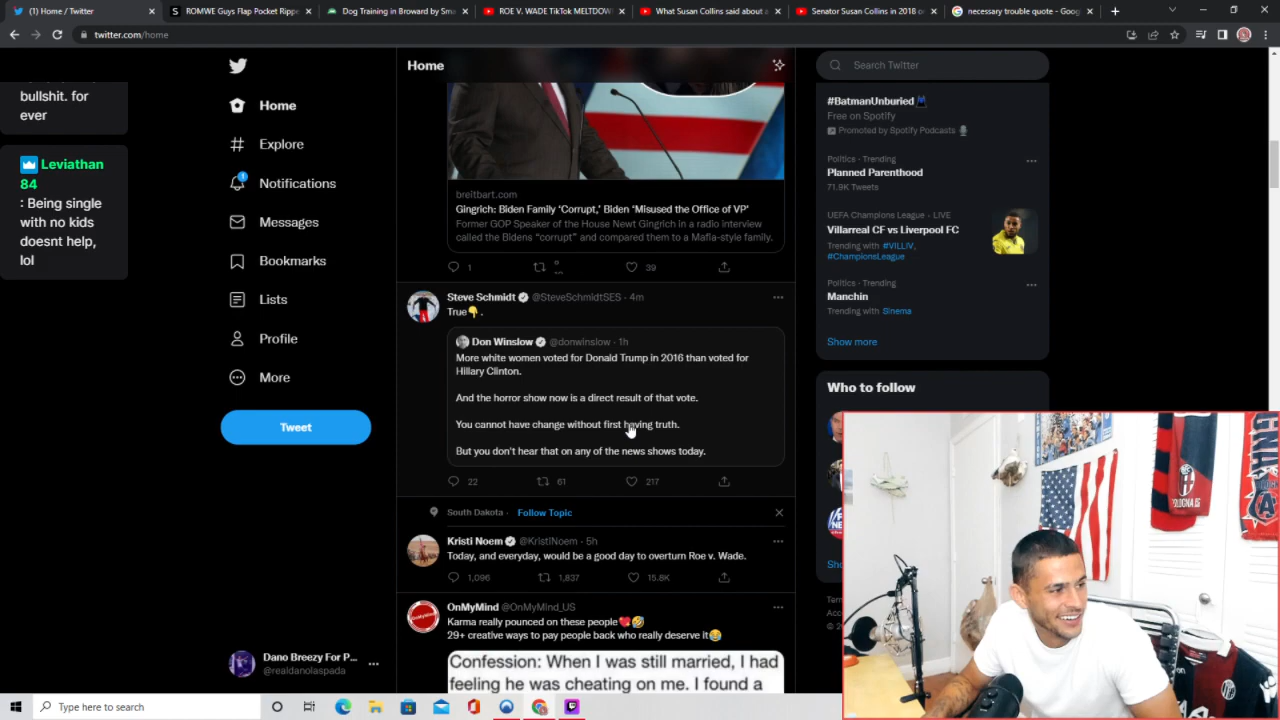 (1) Home / Twitter
ROMWE Guys Flap Pocket Rippe
Dog Training in Broward by Sma
ROE V. WADE TikTok MELTDOW
What Susan Collins said about a
Senator Susan Collins in 2018 o
necessary trouble quote - Goog
twitter.com/home
bullshit. for
ever
Leviathan
84
: Being single
with no kids
doesnt help,
lol
Home
Explore
Notifications
Messages
Bookmarks
Lists
Profile
More
Tweet
Dano Breezy For P...
@realdanolaspada
Home
breitbart.com
Gingrich: Biden Family ‘Corrupt,’ Biden ‘Misused the Office of VP’
Former GOP Speaker of the House Newt Gingrich in a radio interview
called the Bidens “corrupt” and compared them to a Mafia-style family.
1
39
Steve Schmidt @SteveSchmidtSES · 4m
True👇.
Don Winslow @donwinslow · 1h
More white women voted for Donald Trump in 2016 than voted for
Hillary Clinton.
And the horror show now is a direct result of that vote.
You cannot have change without first having truth.
But you don't hear that on any of the news shows today.
22 61 217
South Dakota · Follow Topic
Kristi Noem @KristiNoem · 5h
Today, and everyday, would be a good day to overturn Roe v. Wade.
1,096 1,837 15.8K
OnMyMind @OnMyMind_US
Karma really pounced on these people💘🤣
29+ creative ways to pay people back who really deserve it😂
Confession: When I was still married, I had
feeling he was cheating on me. I found a
Search Twitter
#BatmanUnburied
Free on Spotify
Promoted by Spotify Podcasts
Politics · Trending
Planned Parenthood
71.9K Tweets
UEFA Champions League · LIVE
Villarreal CF vs Liverpool FC
Trending with #VILLIV,
#ChampionsLeague
Politics · Trending
Manchin
Trending with Sinema
Show more
Who to follow
Sho
Terr
Acc
© 2
BOLOGNA FC
Type here to search